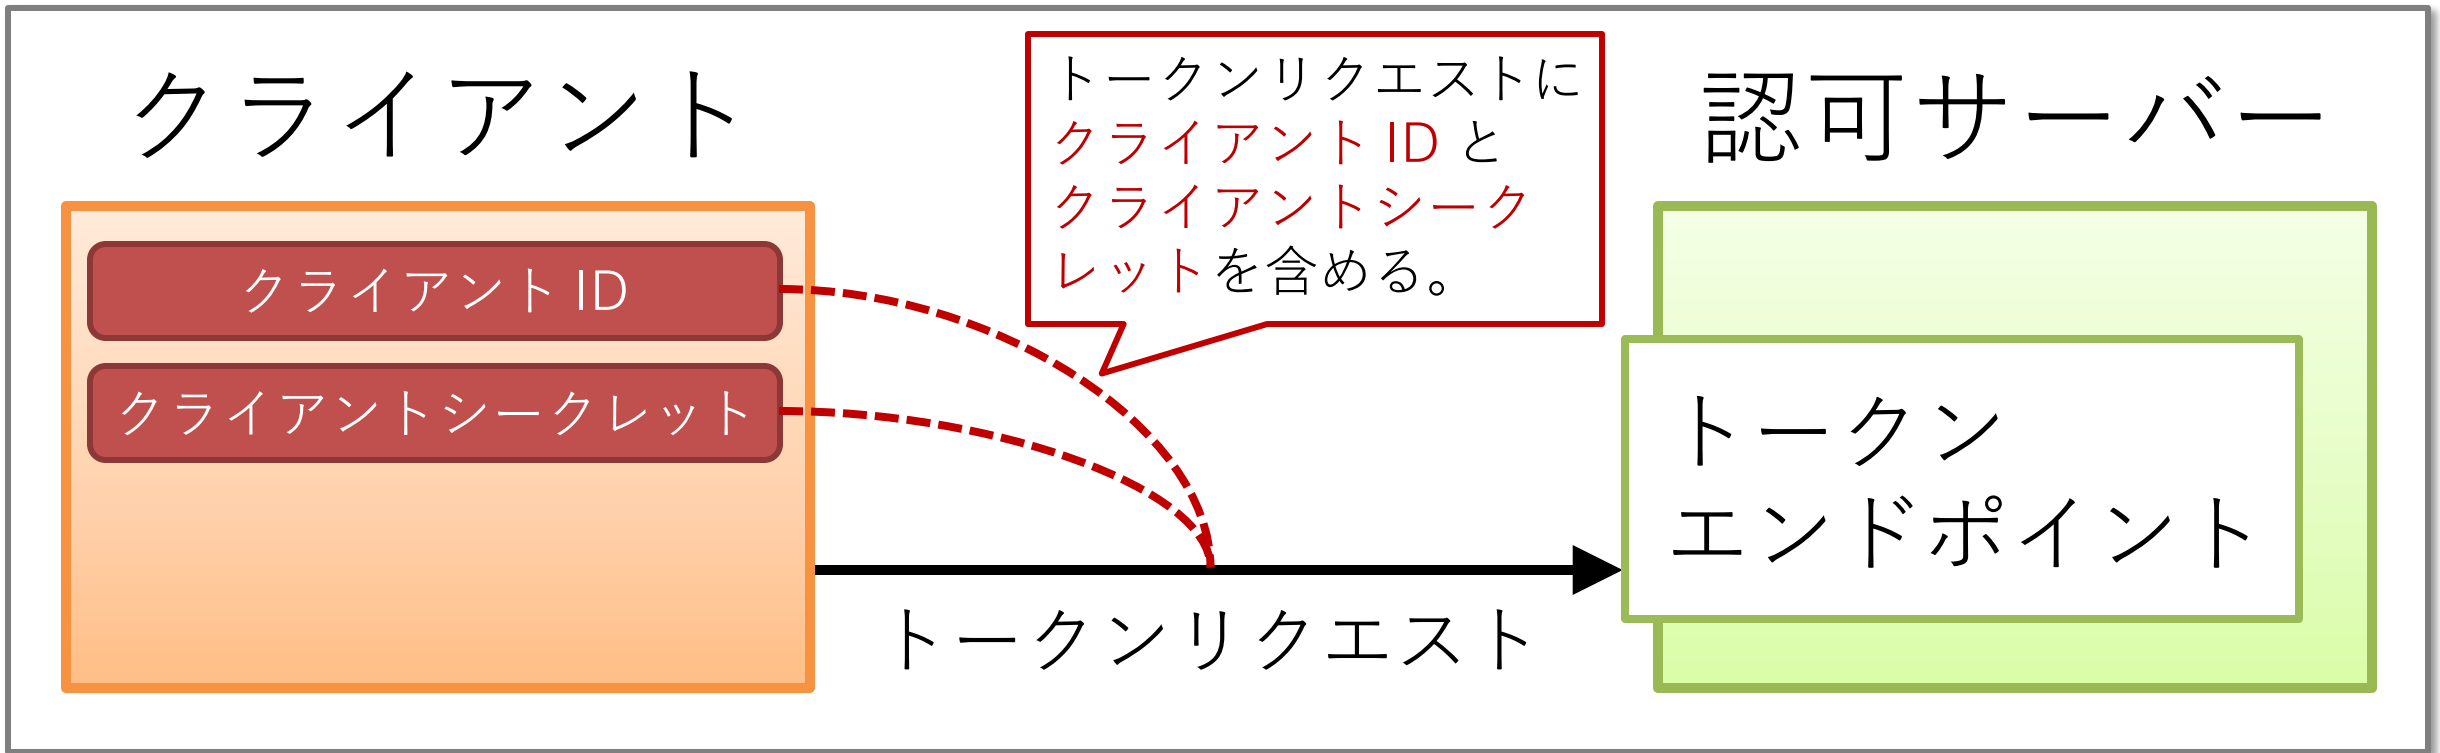 クライアント
認可サーバー
トークンリクエストに
クライアント ID と
クライアントシーク
レットを含める。
クライアント ID
クライアントシークレット
トークン
エンドポイント
トークンリクエスト